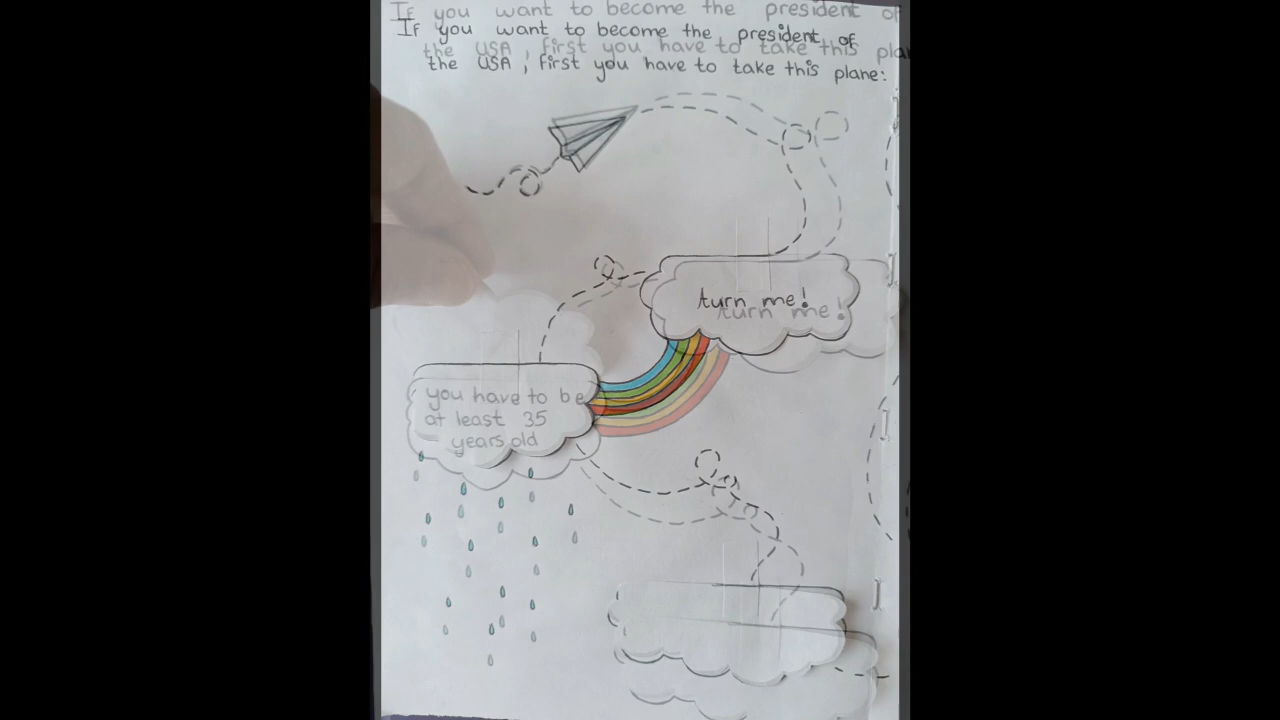 If you want to become the president of
the USA, first you have to take this plane:
turn me!
you have to be
at least 35
years old